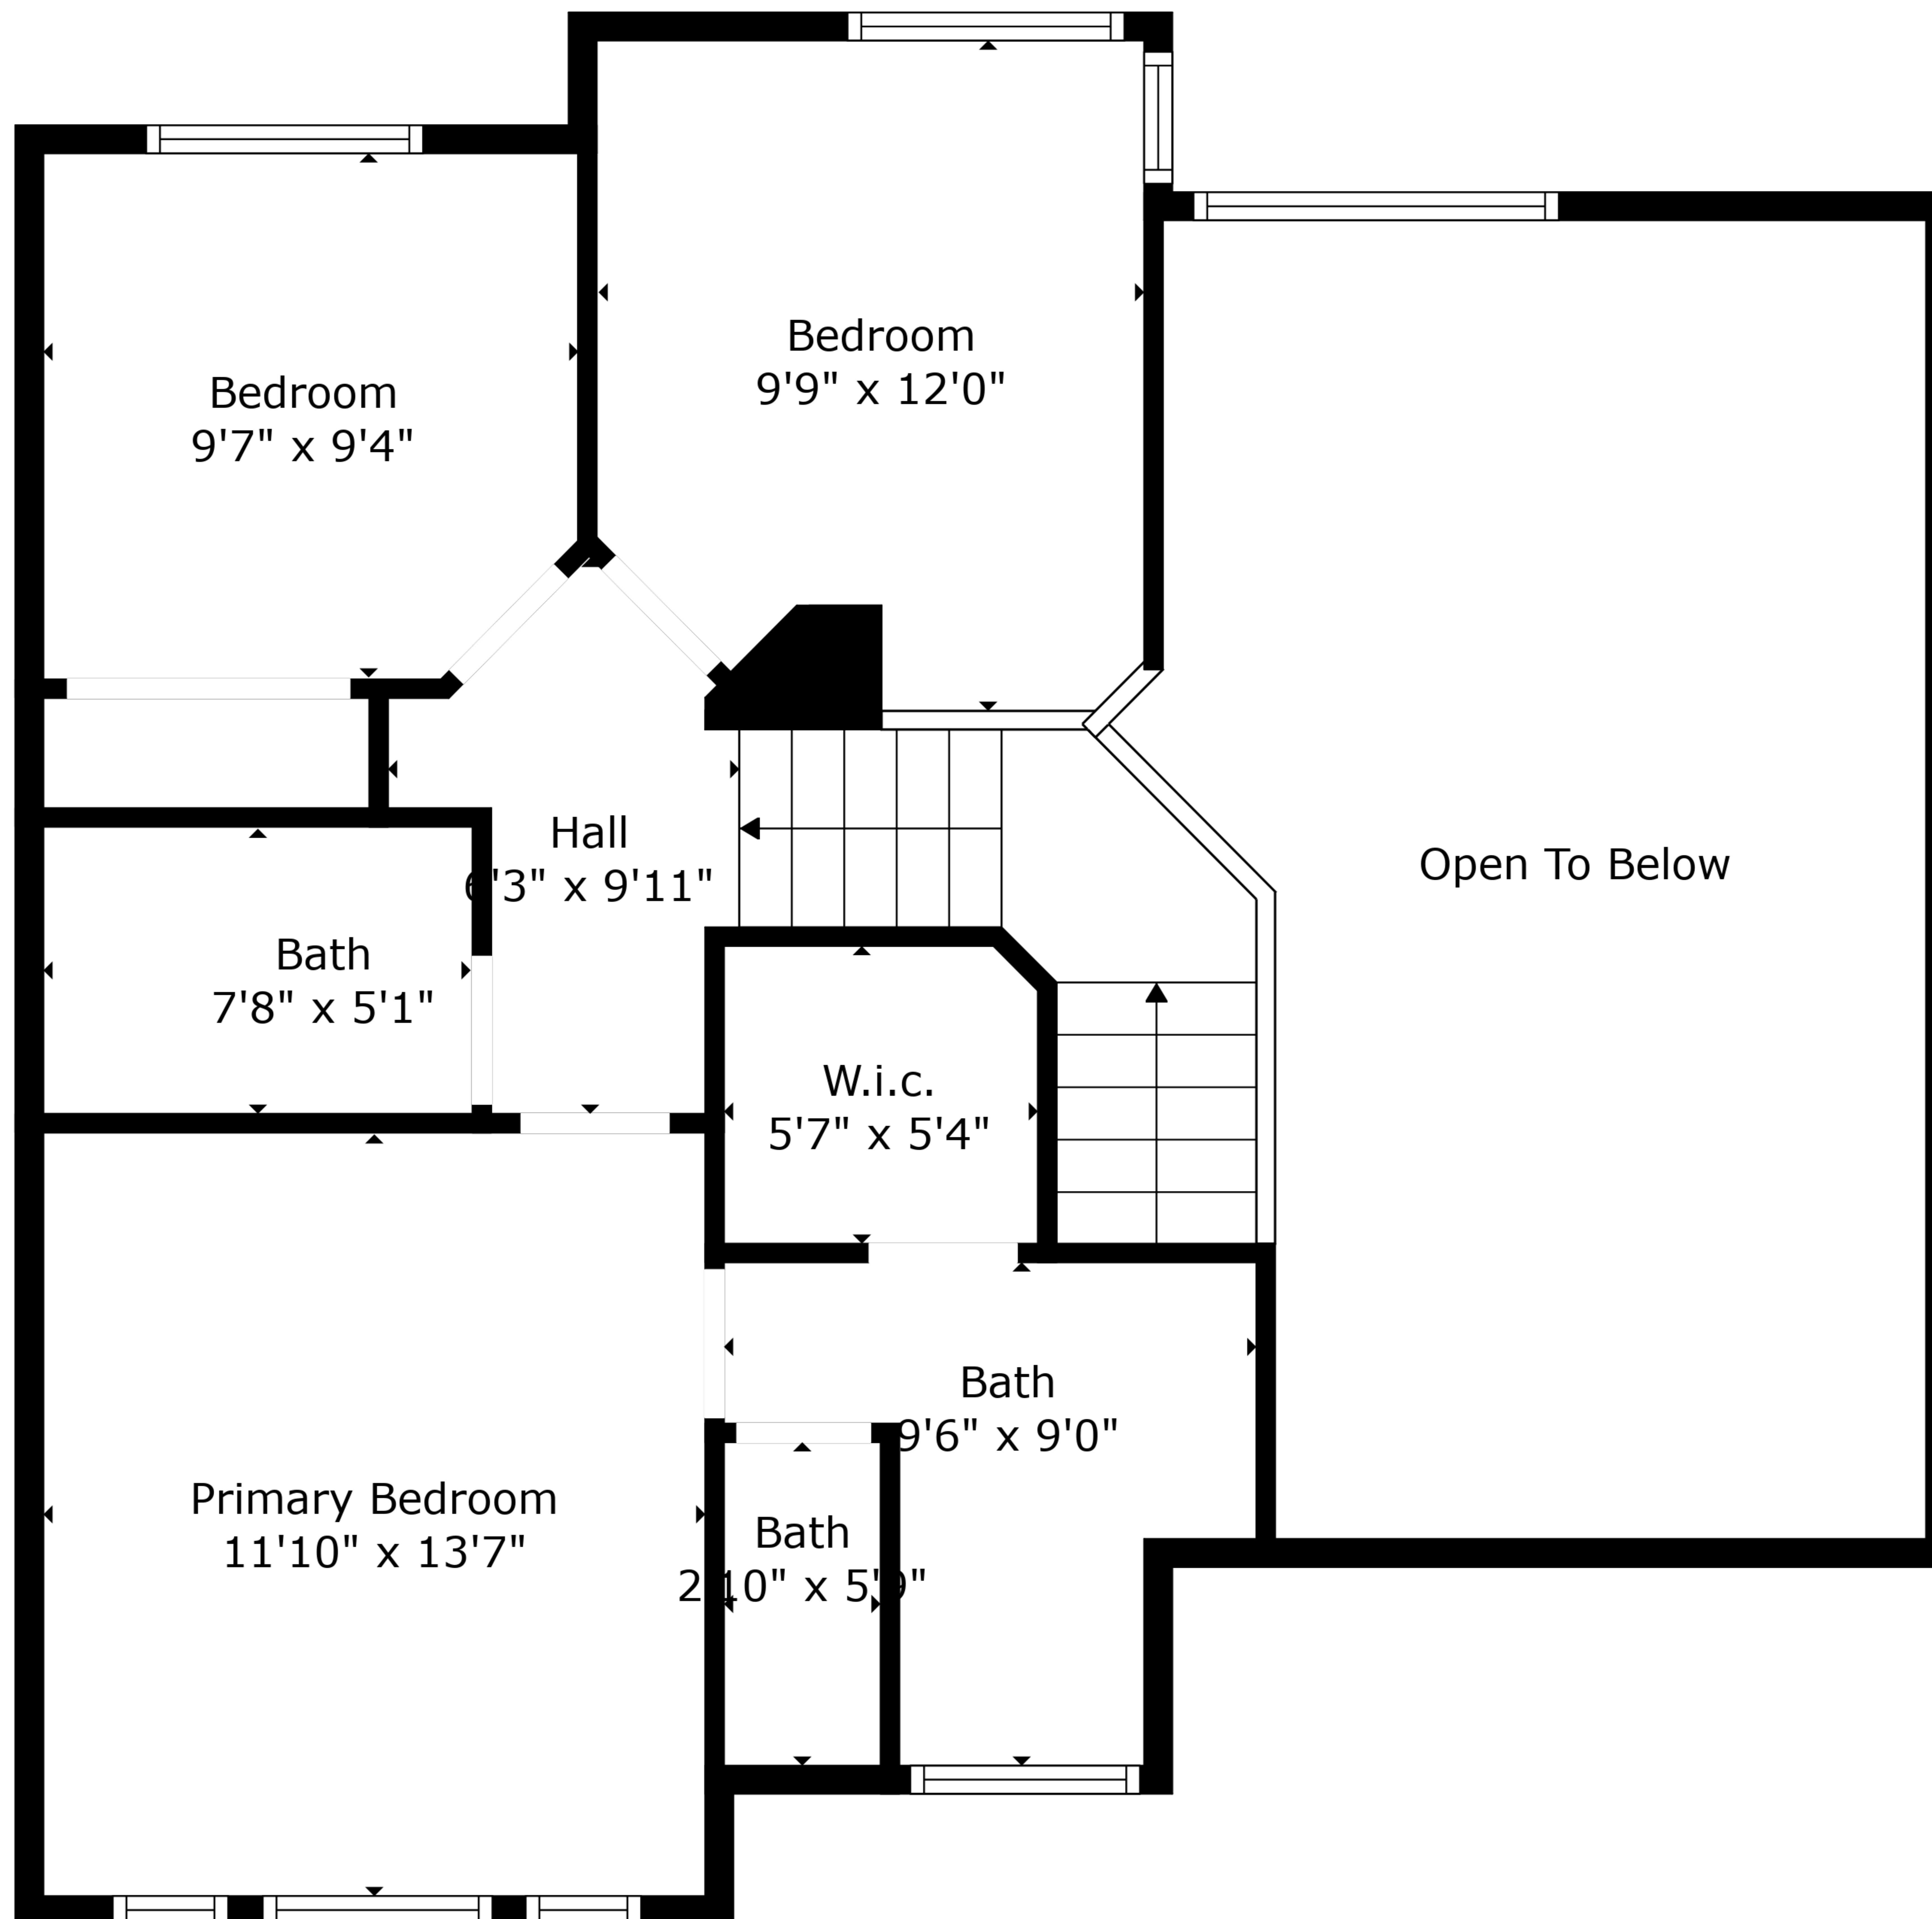 Bedroom
9'9" x 12'0"
Bedroom
9'7" x 9'4"
Hall
6'3" x 9'11"
Open To Below
Bath
7'8" x 5'1"
W.i.c.
5'7" x 5'4"
Bath
9'6" x 9'0"
Primary Bedroom
11'10" x 13'7"
Bath
2'10" x 5'9"